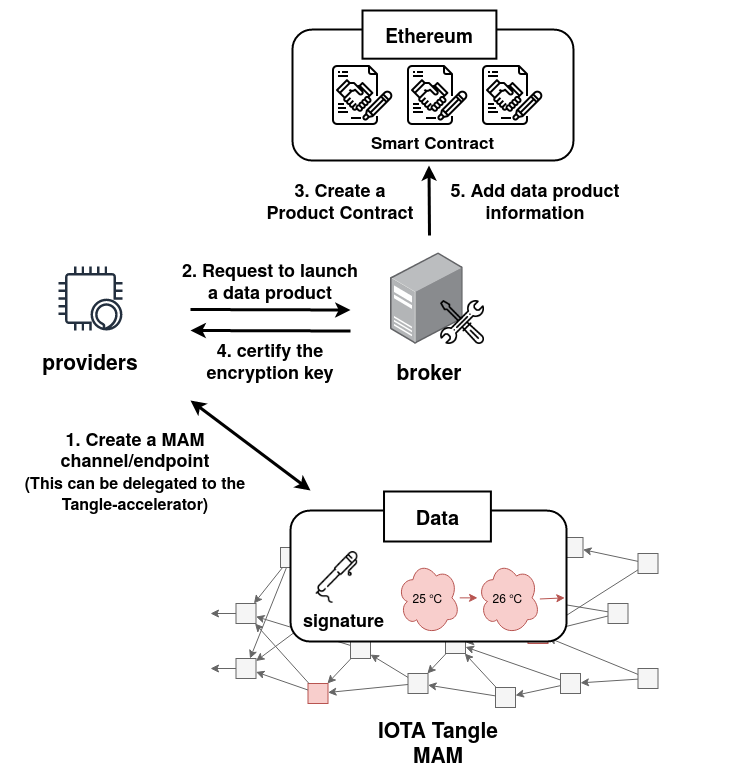 Ethereum
Smart Contract
3. Create a
Product Contract
5. Add data product
information
2. Request to launch
a data product
4. certify the
encryption key
providers
broker
1. Create a MAM
channel/endpoint
(This can be delegated to the
Tangle-accelerator)
Data
25 °C
26 °C
signature
IOTA Tangle
MAM